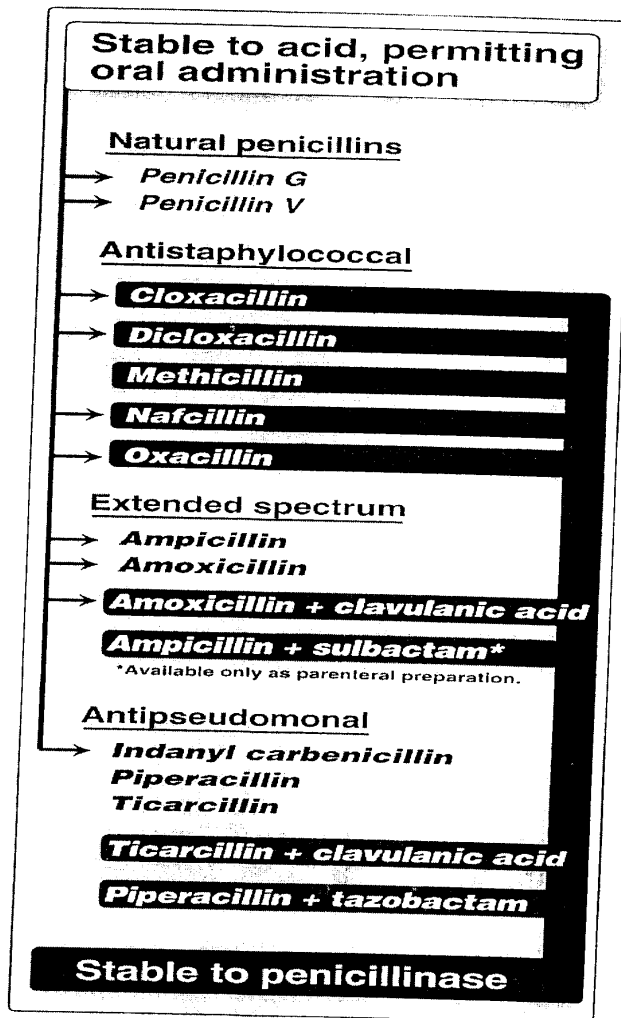 Stable to acid, permitting
oral administration
Natural penicillins
Penicillin G
Penicillin V
Antistaphylococcal
Cloxacillin
Dicloxacillin
Methicillin
Nafcillin
Oxacillin
Extended spectrum
Ampicillin
Amoxicillin
Amoxicillin + clavulanic acid
Ampicillin + sulbactam*
*Available only as parenteral preparation.
Antipseudomonal
Indanyl carbenicillin
Piperacillin
Ticarcillin
Ticarcillin + clavulanic acid
Piperacillin + tazobactam
Stable to penicillinase